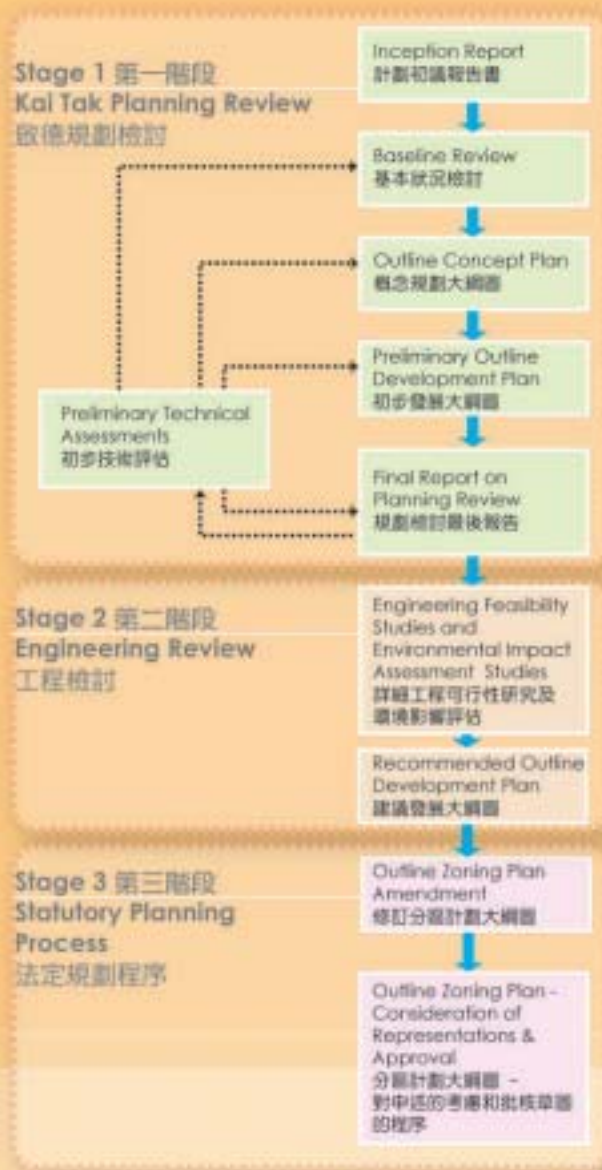 Stage 1 第一階段
Kai Tak Planning Review
啟德規劃檢討
Inception Report
計劃初議報告書
Baseline Review
基本狀況檢討
Outline Concept Plan
概念規劃大綱圖
Preliminary Outline
Development Plan
初步發展大綱圖
Preliminary Technical
Assessments
初步技術評估
Final Report on
Planning Review
規劃檢討最後報告
Stage 2 第二階段
Engineering Review
工程檢討
Engineering Feasibility
Studies and
Environmental Impact
Assessment Studies
詳細工程可行性研究及
環境影響評估
Recommended Outline
Development Plan
建議發展大綱圖
Stage 3 第三階段
Statutory Planning
Process
法定規劃程序
Outline Zoning Plan
Amendment
修訂分區計劃大綱圖
Outline Zoning Plan -
Consideration of
Representations &
Approval
分區計劃大綱圖 -
對申述的考慮和批核草圖
的程序